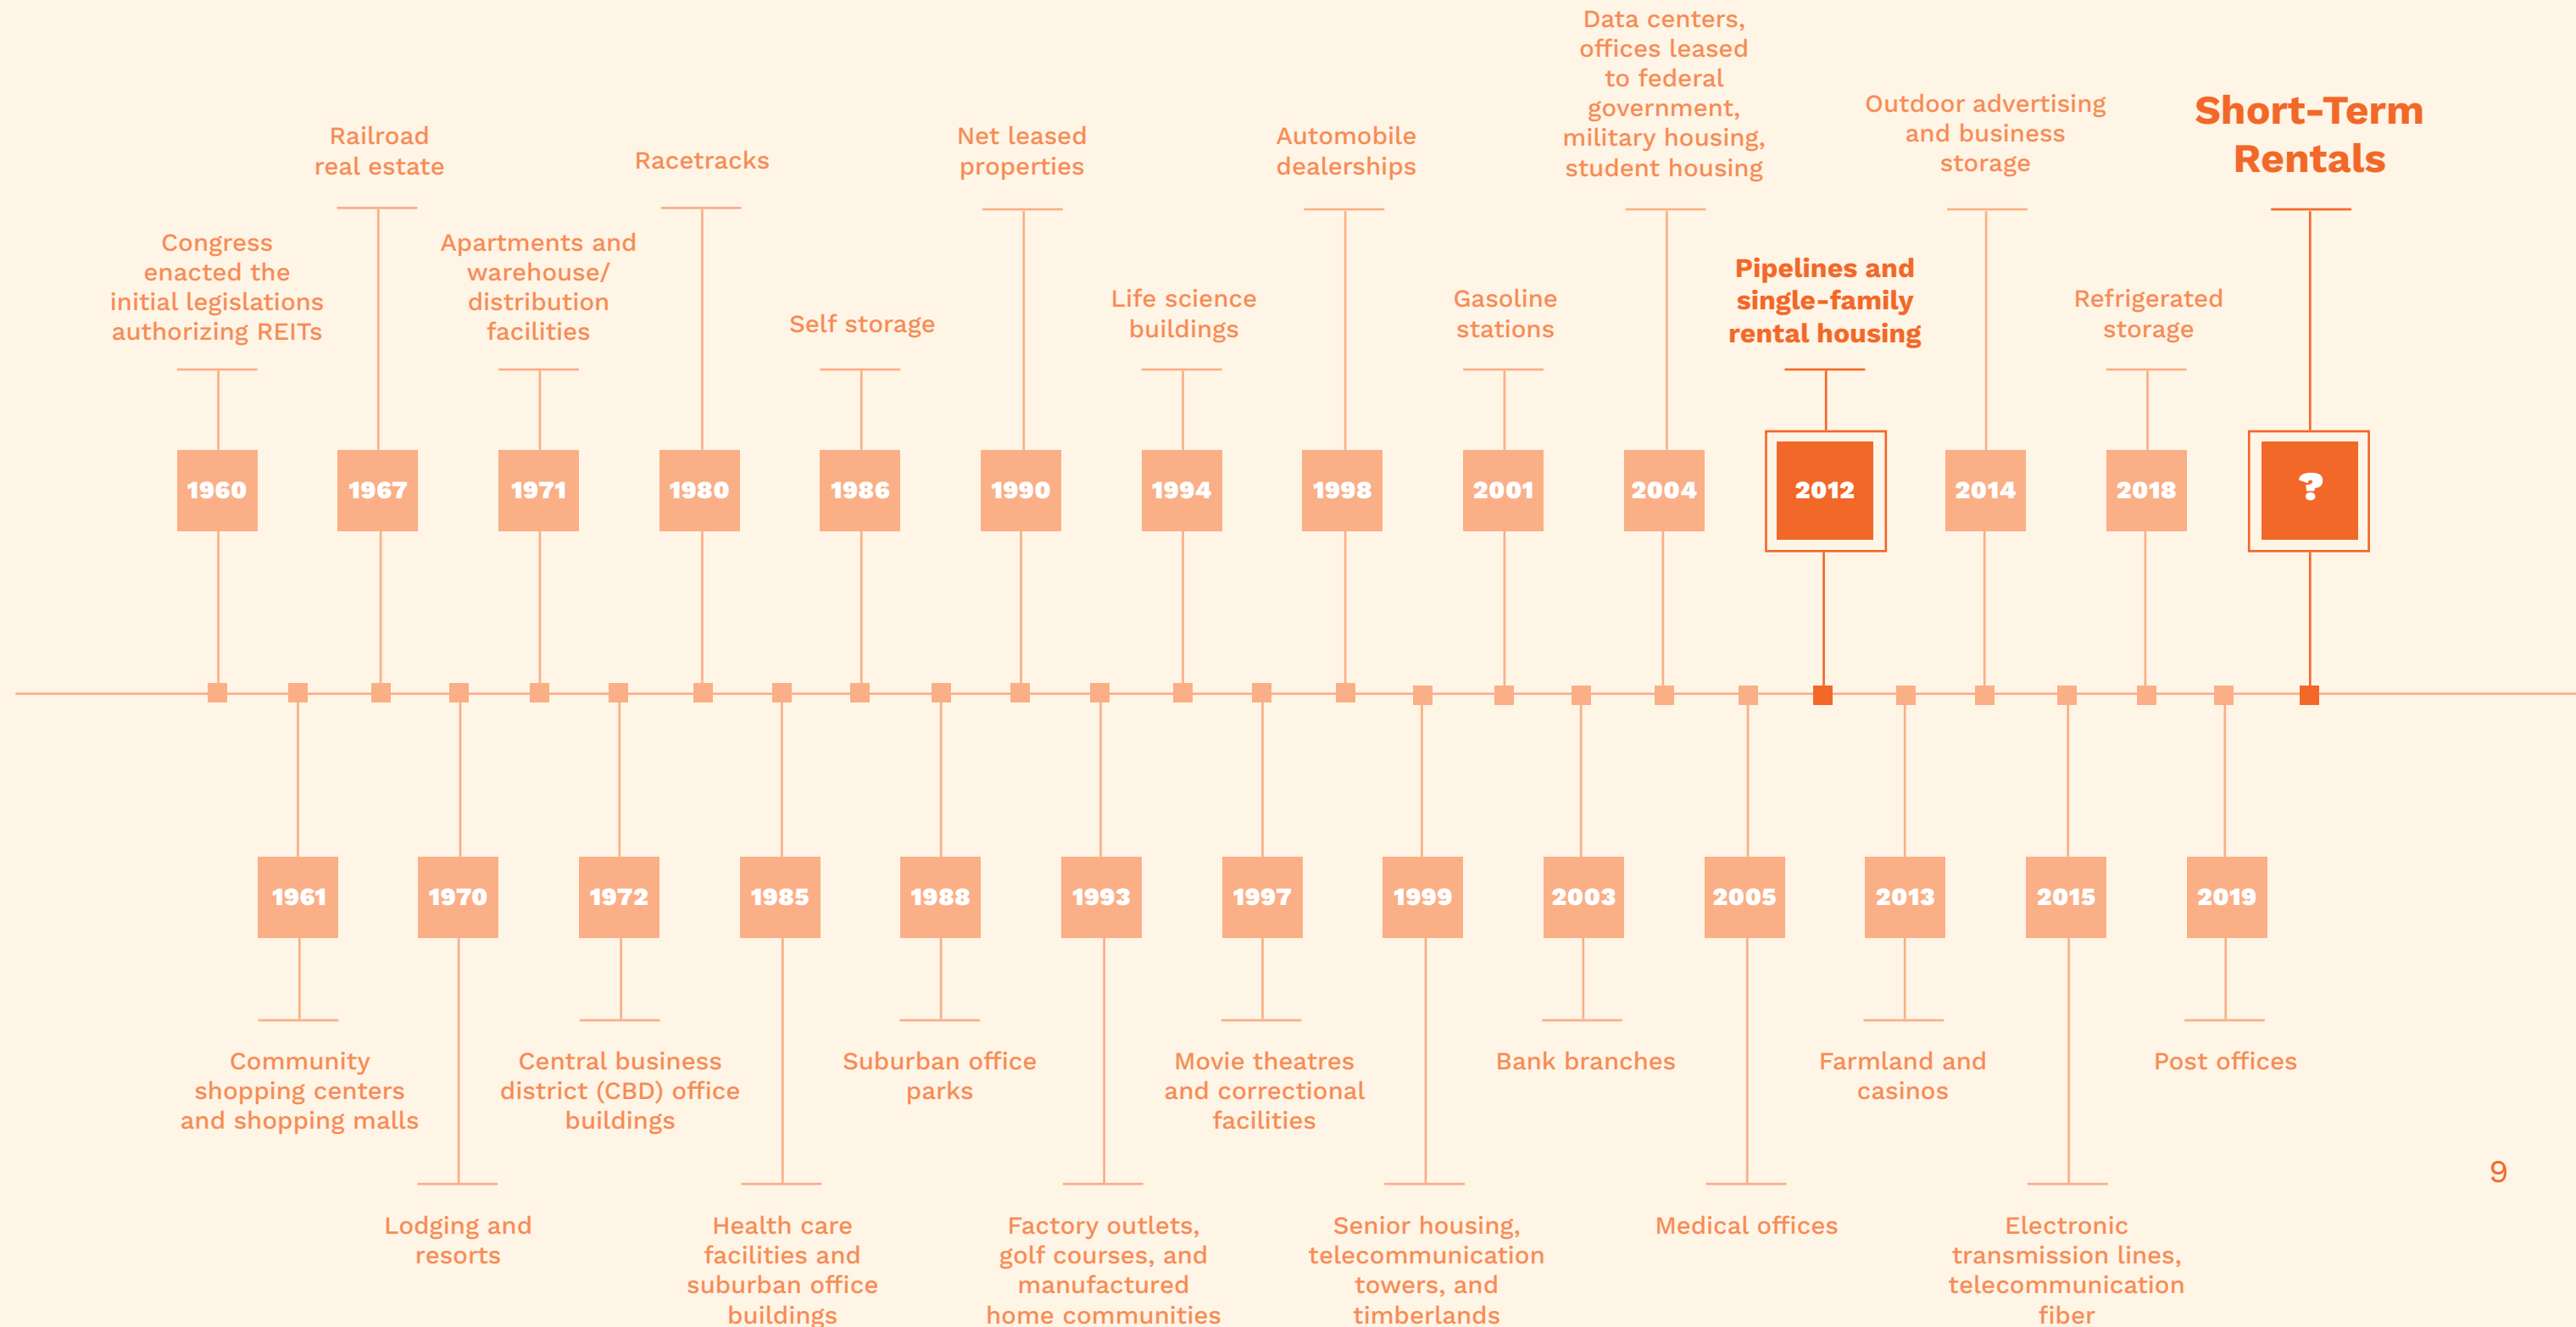 Congress
enacted the
initial legislations
authorizing REITs
1960
Community
shopping centers
and shopping malls
1961
Railroad
real estate
1967
Lodging and
resorts
1970
Apartments and
warehouse/
distribution
facilities
1971
Central business
district (CBD) office
buildings
1972
Racetracks
1980
Health care
facilities and
suburban office
buildings
1985
Self storage
1986
Suburban office
parks
1988
Net leased
properties
1990
Factory outlets,
golf courses, and
manufactured
home communities
1993
Life science
buildings
1994
Movie theatres
and correctional
facilities
1997
Automobile
dealerships
1998
Senior housing,
telecommunication
towers, and
timberlands
1999
Gasoline
stations
2001
Bank branches
2003
Data centers,
offices leased
to federal
government,
military housing,
student housing
2004
Medical offices
2005
Pipelines and
single-family
rental housing
2012
Farmland and
casinos
2013
Outdoor advertising
and business
storage
2014
Electronic
transmission lines,
telecommunication
fiber
2015
Refrigerated
storage
2018
Post offices
2019
Short-Term
Rentals
?
9